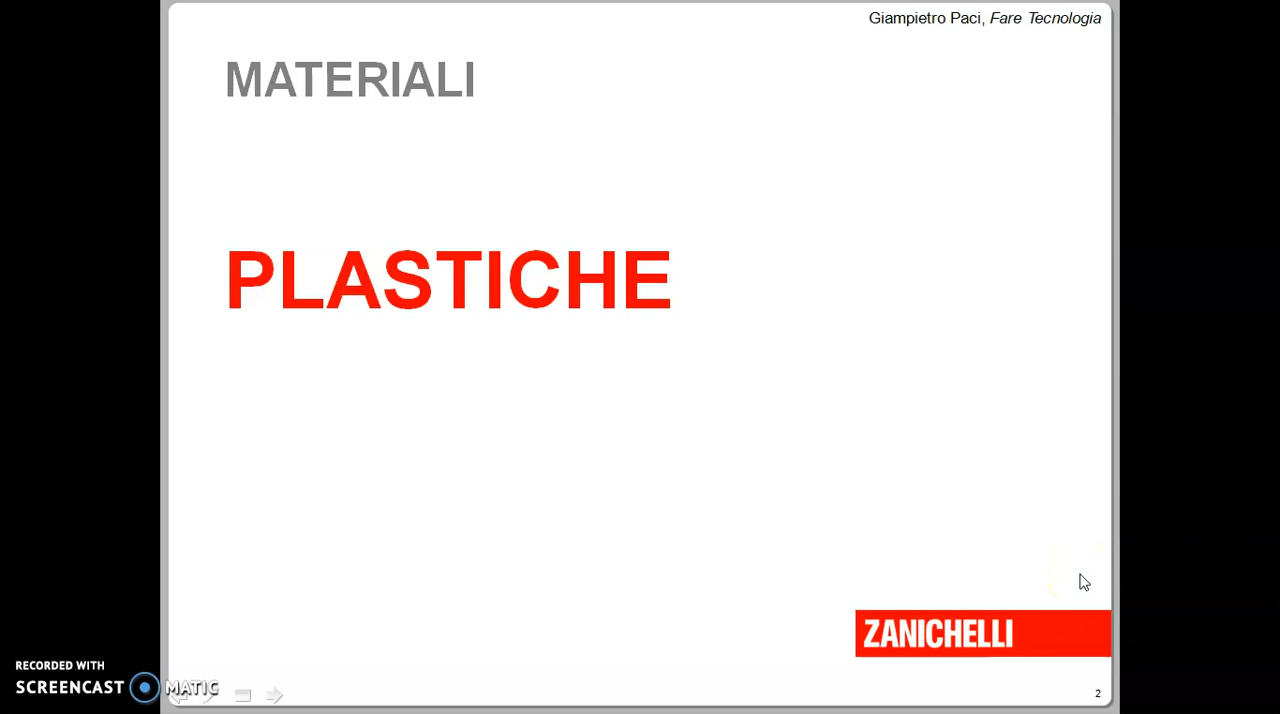 Giampietro Paci, Fare Tecnologia
MATERIALI
PLASTICHE
ZANICHELLI
RECORDED WITH
SCREENCAST MATIC
2